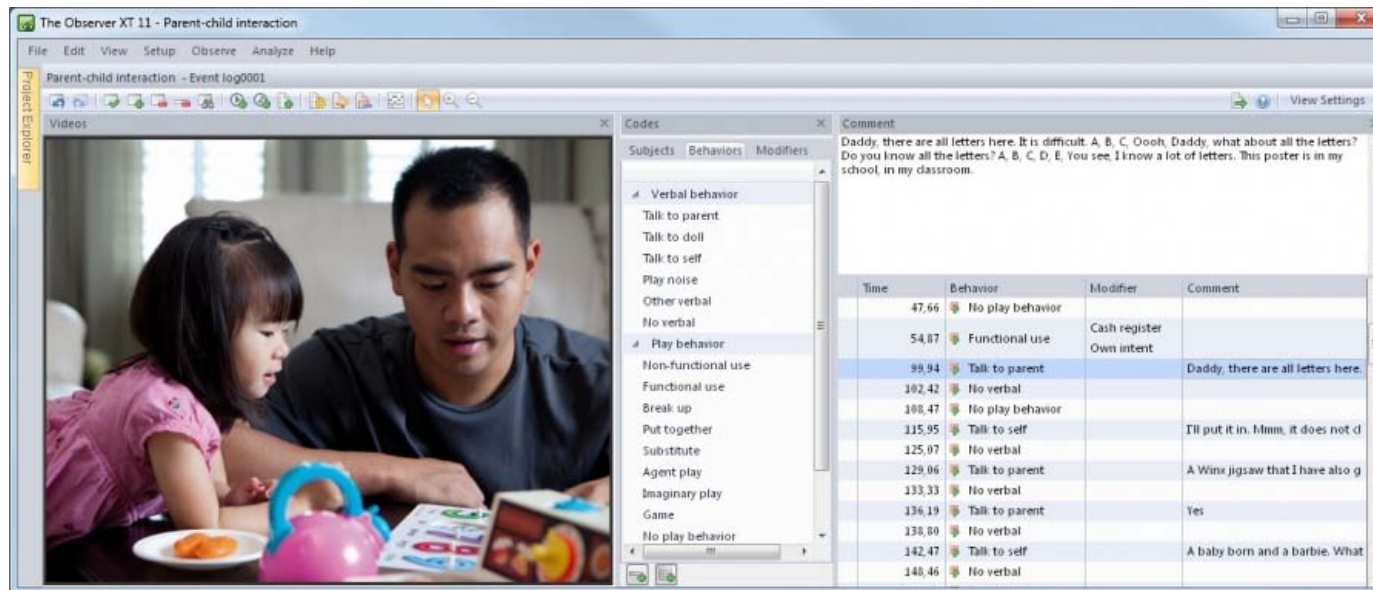 The Observer XT 11 - Parent-child interaction
File Edit View Setup Observe Analyze Help
Project Explorer
Parent-child interaction - Event log0001
View Settings
Videos
Codes
Subjects Behaviors Modifiers
Verbal behavior
Talk to parent
Talk to doll
Talk to self
Play noise
Other verbal
No verbal
Play behavior
Non-functional use
Functional use
Break up
Put together
Substitute
Agent play
Imaginary play
Game
No play behavior
Comment
Daddy, there are all letters here. It is difficult. A, B, C, Oooh, Daddy, what about all the letters?
Do you know all the letters? A, B, C, D, E, You see, I know a lot of letters. This poster is in my
school, in my classroom.
Time Behavior Modifier Comment
47,66 No play behavior
54,87 Functional use Cash register
Own intent
99,94 Talk to parent Daddy, there are all letters here.
102,42 No verbal
108,47 No play behavior
115,95 Talk to self I'll put it in. Mmm, it does not cl
125,07 No verbal
129,06 Talk to parent A Winx jigsaw that I have also g
133,33 No verbal
136,19 Talk to parent Yes
138,80 No verbal
142,47 Talk to self A baby born and a barbie. What
148,46 No verbal